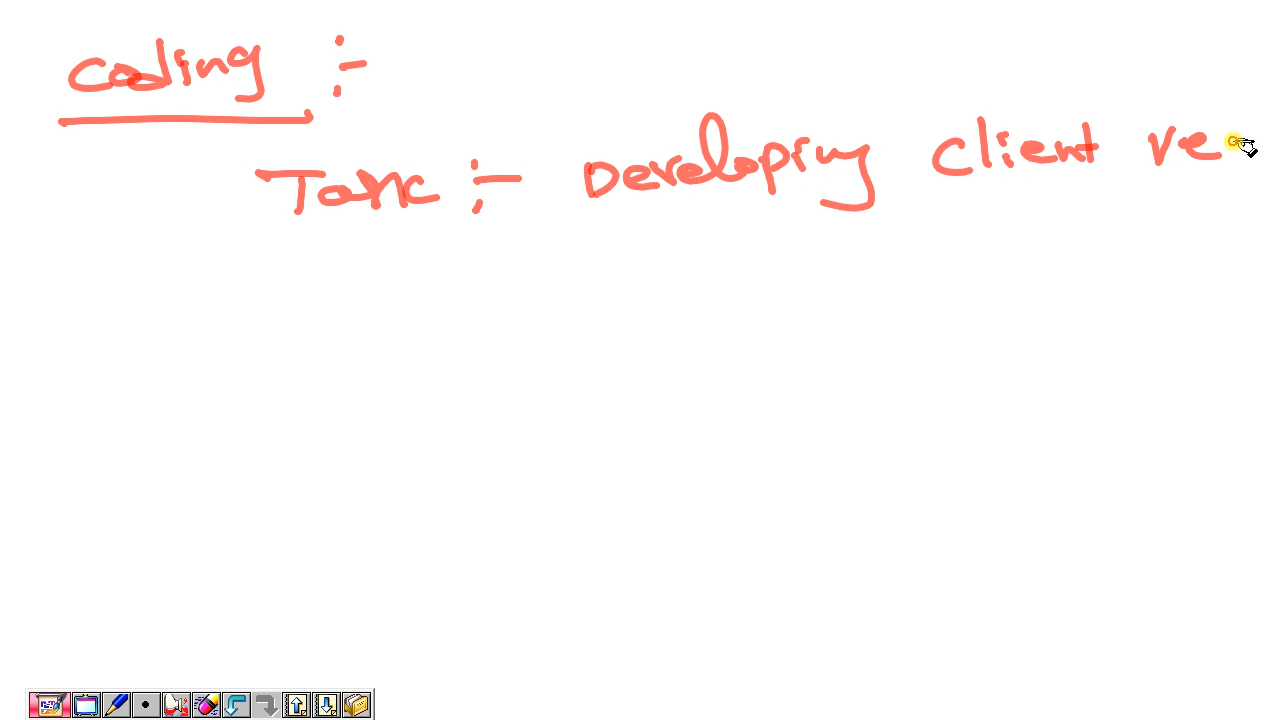 Coding :-
Task :- Developing client re